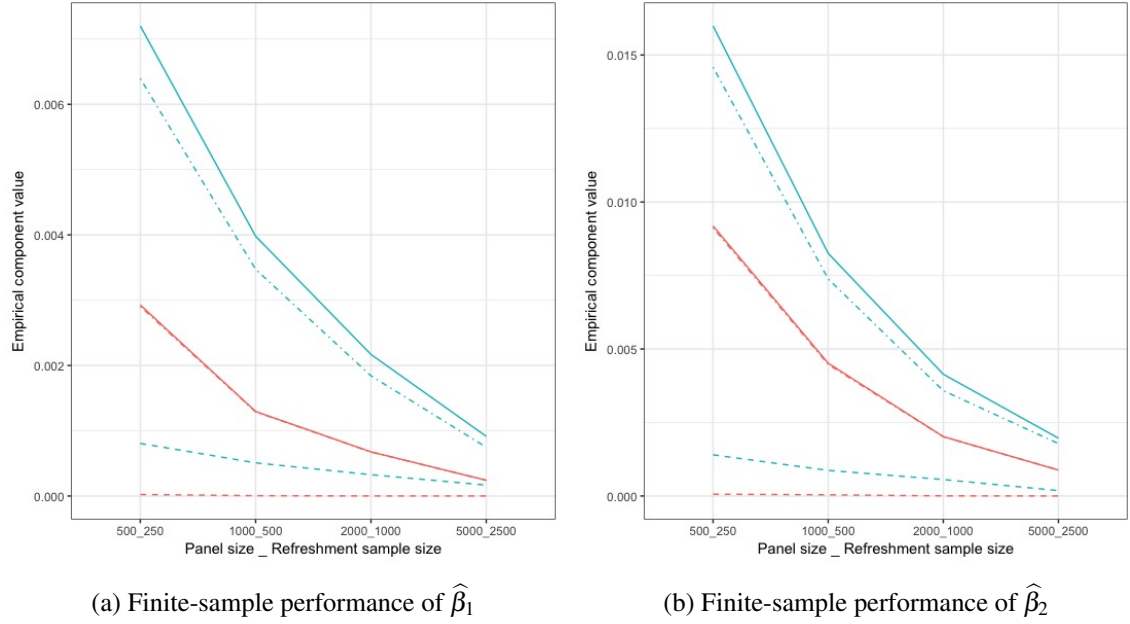 0.006
0.004
0.002
0.000
Empirical component value
500_250
1000_500
2000_1000
5000_2500
Panel size _ Refreshment sample size
(a) Finite-sample performance of β̂₁
0.015
0.010
0.005
0.000
Empirical component value
500_250
1000_500
2000_1000
5000_2500
Panel size _ Refreshment sample size
(b) Finite-sample performance of β̂₂